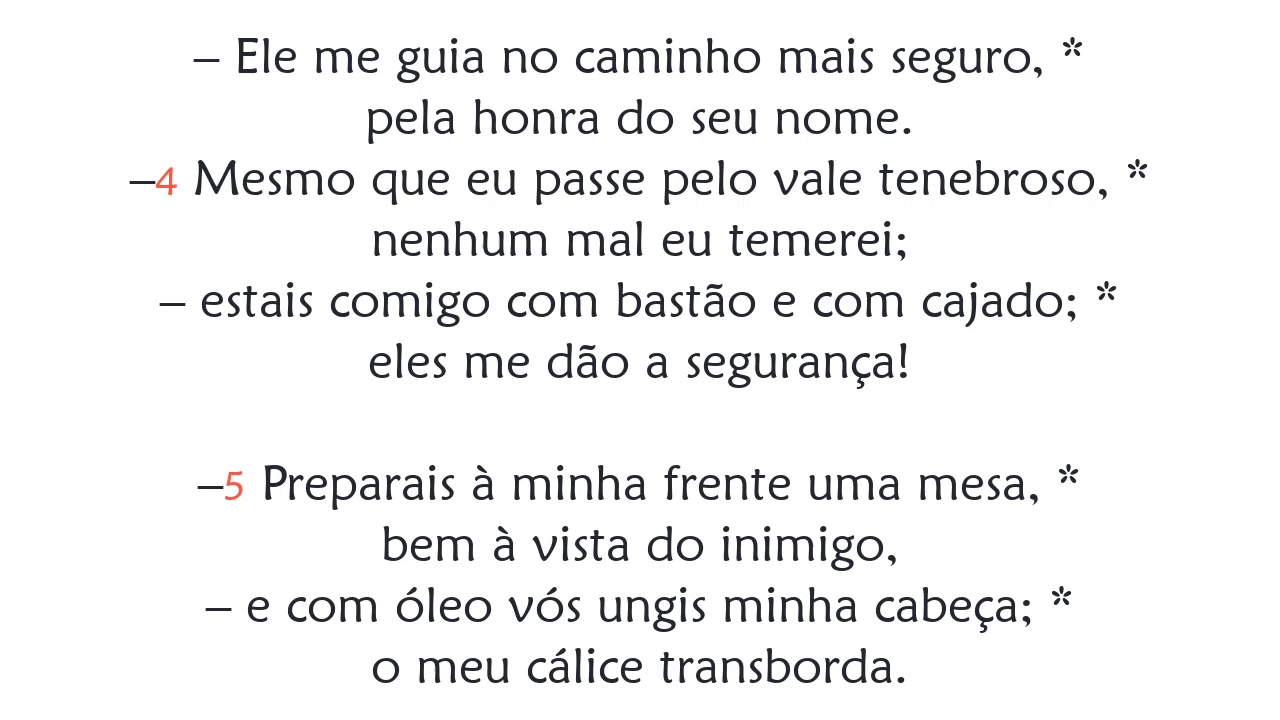 – Ele me guia no caminho mais seguro, *
pela honra do seu nome.
–4 Mesmo que eu passe pelo vale tenebroso, *
nenhum mal eu temerei;
– estais comigo com bastão e com cajado; *
eles me dão a segurança!
–5 Preparais à minha frente uma mesa, *
bem à vista do inimigo,
– e com óleo vós ungis minha cabeça; *
o meu cálice transborda.